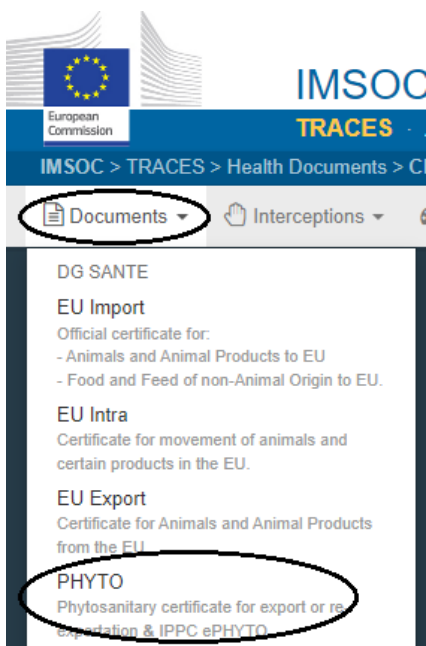 European
Commission
IMSOC
TRACES
IMSOC > TRACES > Health Documents >
Documents
Interceptions
DG SANTE
EU Import
Official certificate for:
- Animals and Animal Products to EU
- Food and Feed of non-Animal Origin to EU.
EU Intra
Certificate for movement of animals and
certain products in the EU.
EU Export
Certificate for Animals and Animal Products
from the EU
PHYTO
Phytosanitary certificate for export or re-
exportation & IPPC ePHYTO